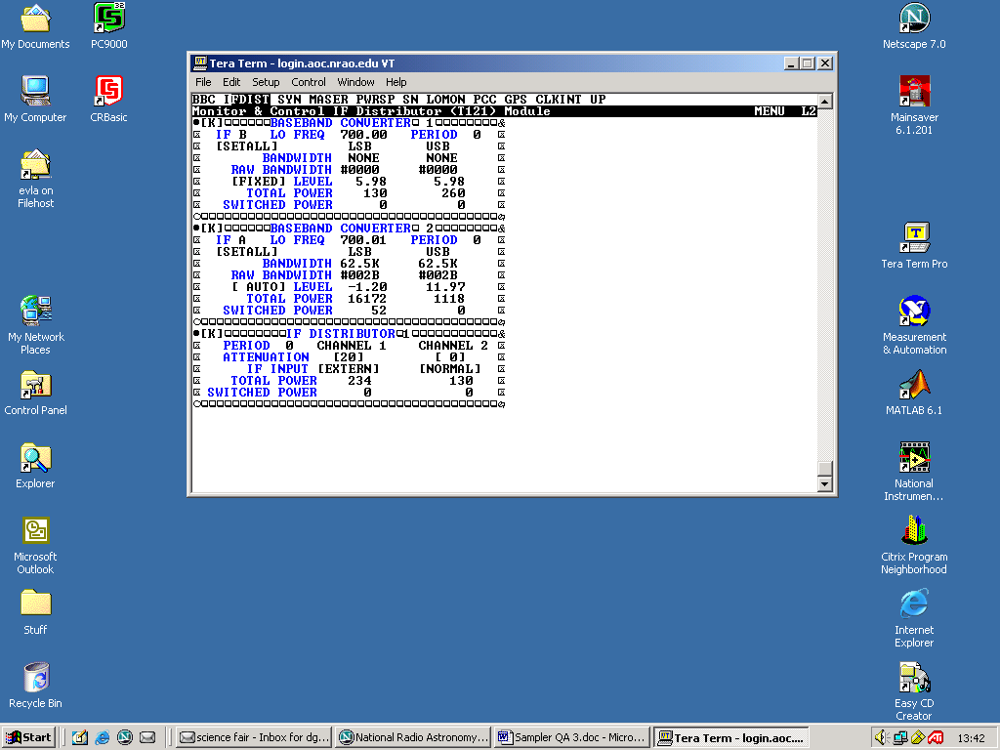 My Documents
PC9000
Netscape 7.0
My Computer
CRBasic
Mainsaver
6.1.201
evla on
Filehost
Tera Term Pro
My Network
Places
Measurement
& Automation
Control Panel
MATLAB 6.1
Explorer
National
Instrumen...
Microsoft
Outlook
Citrix Program
Neighborhood
Stuff
Internet
Explorer
Recycle Bin
Easy CD
Creator
Tera Term - login.aoc.nrao.edu VT
File Edit Setup Control Window Help
BBC IFDIST SYN MASER PWRSP SN LOMON PCC GPS CLKINT UP
Monitor & Control IF Distributor (T121) Module MENU L2
[K] BASEBAND CONVERTER 1
IF B LO FREQ 700.00 PERIOD 0
[SETALL] LSB USB
BANDWIDTH NONE NONE
RAW BANDWIDTH #0000 #0000
[FIXED] LEVEL 5.98 5.98
TOTAL POWER 130 260
SWITCHED POWER 0 0
[K] BASEBAND CONVERTER 2
IF A LO FREQ 700.01 PERIOD 0
[SETALL] LSB USB
BANDWIDTH 62.5K 62.5K
RAW BANDWIDTH #002B #002B
[ AUTO] LEVEL -1.20 11.97
TOTAL POWER 16172 1118
SWITCHED POWER 52 0
[K] IF DISTRIBUTOR 1
PERIOD 0 CHANNEL 1 CHANNEL 2
ATTENUATION [20] [ 0]
IF INPUT [EXTERN] [NORMAL]
TOTAL POWER 234 130
SWITCHED POWER 0 0
Start
science fair - Inbox for dg...
National Radio Astronomy...
Sampler QA 3.doc - Micro...
Tera Term - login.aoc....
13:42